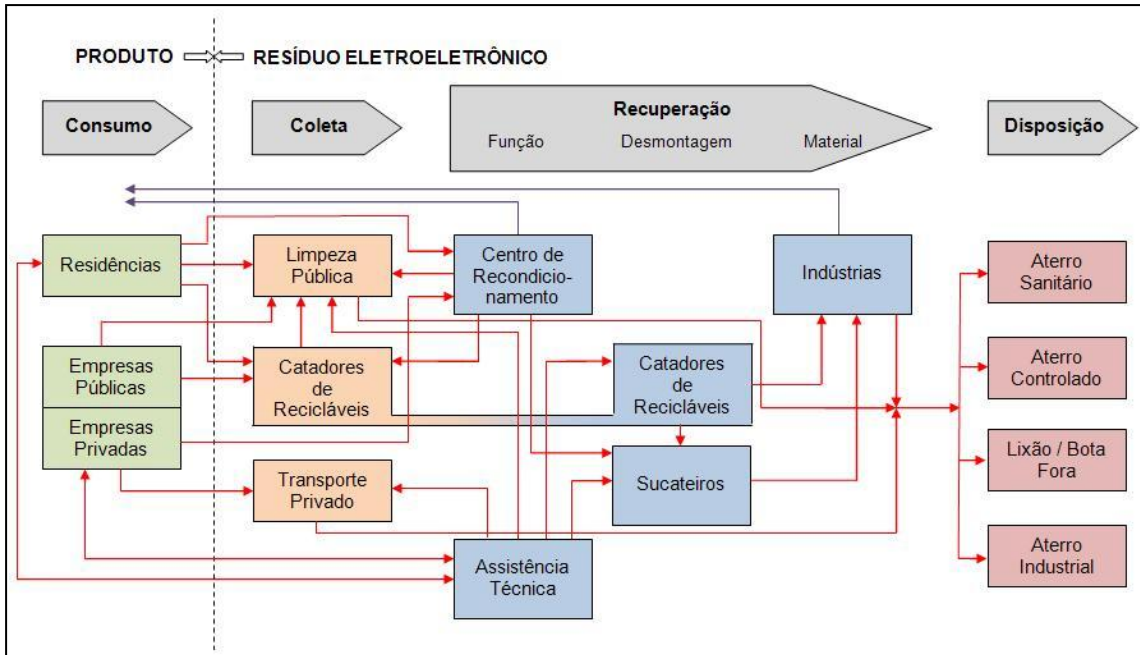 PRODUTO
RESÍDUO ELETROELETRÔNICO
Consumo
Coleta
Recuperação
Função
Desmontagem
Material
Disposição
Residências
Limpeza
Pública
Centro de
Recondicio-
namento
Indústrias
Aterro
Sanitário
Empresas
Públicas
Catadores
de
Recicláveis
Catadores
de
Recicláveis
Aterro
Controlado
Empresas
Privadas
Transporte
Privado
Sucateiros
Lixão / Bota
Fora
Assistência
Técnica
Aterro
Industrial